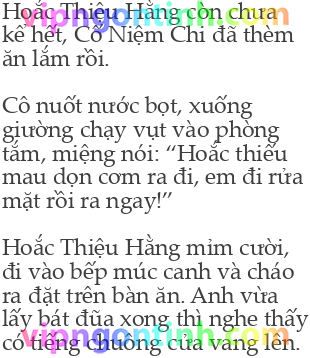 Hoắc Thiệu Hằng còn chưa
kể hết, Cố Niệm Chi đã thèm
ăn lắm rồi.
Cô nuốt nước bọt, xuống
giường chạy vụt vào phòng
tắm, miệng nói: “Hoắc thiếu
mau dọn cơm ra đi, em đi rửa
mặt rồi ra ngay!”
Hoắc Thiệu Hằng mỉm cười,
đi vào bếp múc canh và cháo
ra đặt trên bàn ăn. Anh vừa
lấy bát đũa xong thì nghe thấy
có tiếng chuông cửa vang lên.
vipngontinh.com
vipngontinh.com